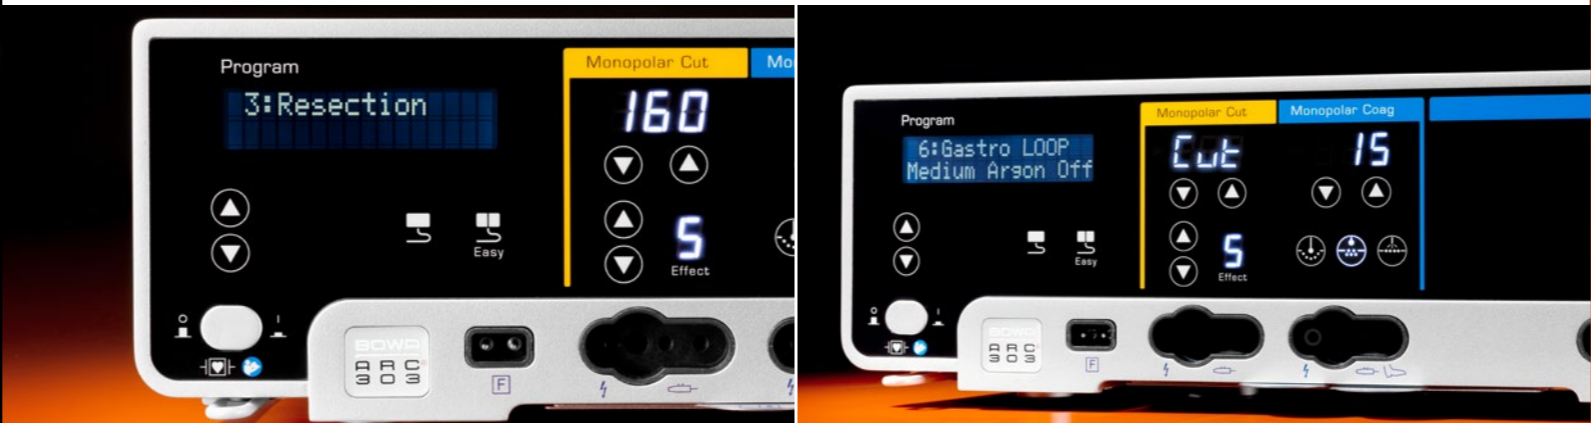 Program
3:Resection
Monopolar Cut
Mo
160
5
Effect
Easy
BOWA
ARC
303
F
Program
6:Gastro LOOP
Medium Argon Off
Monopolar Cut
Monopolar Coag
Cut
15
5
Effect
Easy
BOWA
ARC
303
F